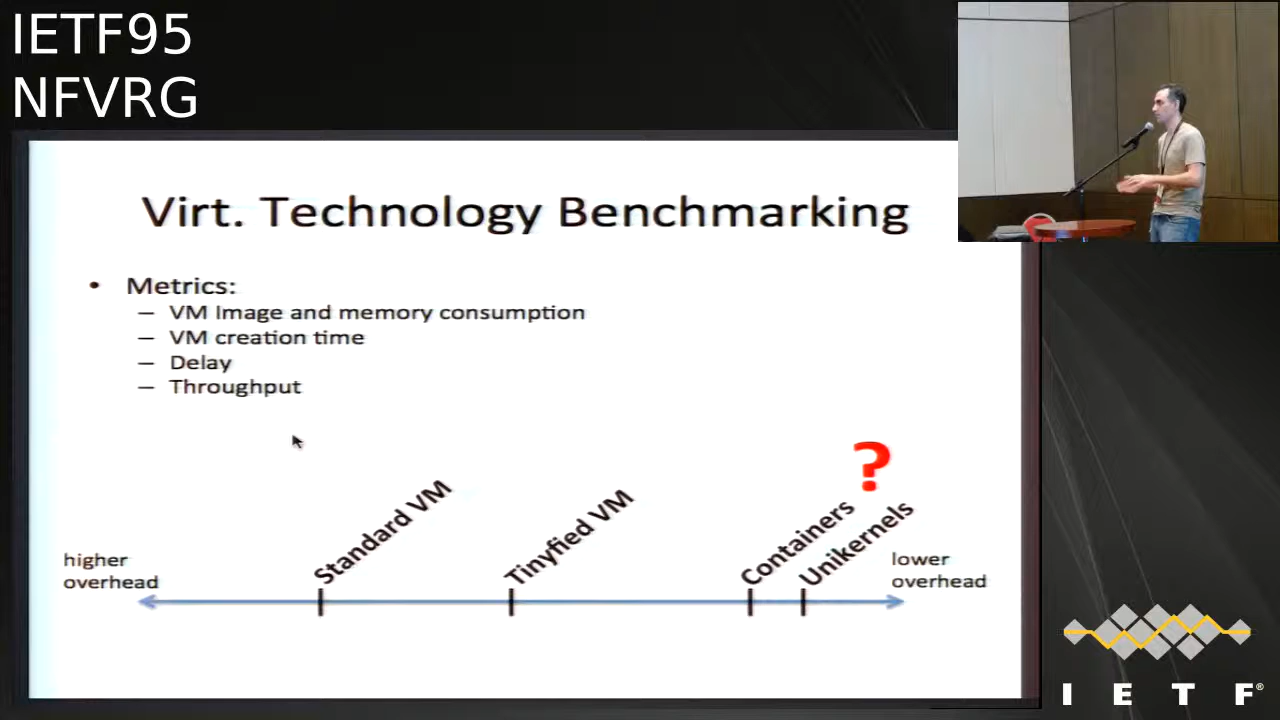 IETF95
NFVRG
Virt. Technology Benchmarking
• Metrics:
– VM Image and memory consumption
– VM creation time
– Delay
– Throughput
?
Standard VM
Tinyfied VM
Containers
Unikernels
higher
overhead
lower
overhead
I E T F®